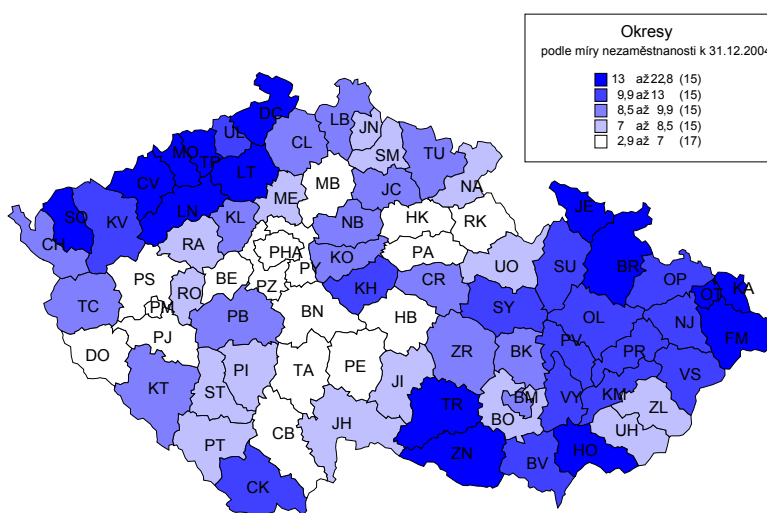 Okresy
podle míry nezaměstnanosti k 31.12.2004
13 až 22,8 (15)
9,9 až 13 (15)
8,5 až 9,9 (15)
7 až 8,5 (15)
2,9 až 7 (17)
DC
LB
JN
UL
CL
MO
TP
SM
TU
LT
CV
MB
JC
NA
ME
LN
SO
KV
KL
NB
HK
RK
JE
CH
RA
PHA
KO
PA
UO
SU
BR
PY
OP
PS
BE
PZ
CR
KA
TC
RO
KH
OT
PM
PB
BN
HB
SY
OL
NJ
PJ
FM
DO
PV
PR
ZR
BK
KT
PI
TA
PE
VS
JI
ST
KM
BM
VY
TR
ZL
BO
CB
JH
UH
PT
ZN
HO
BV
CK